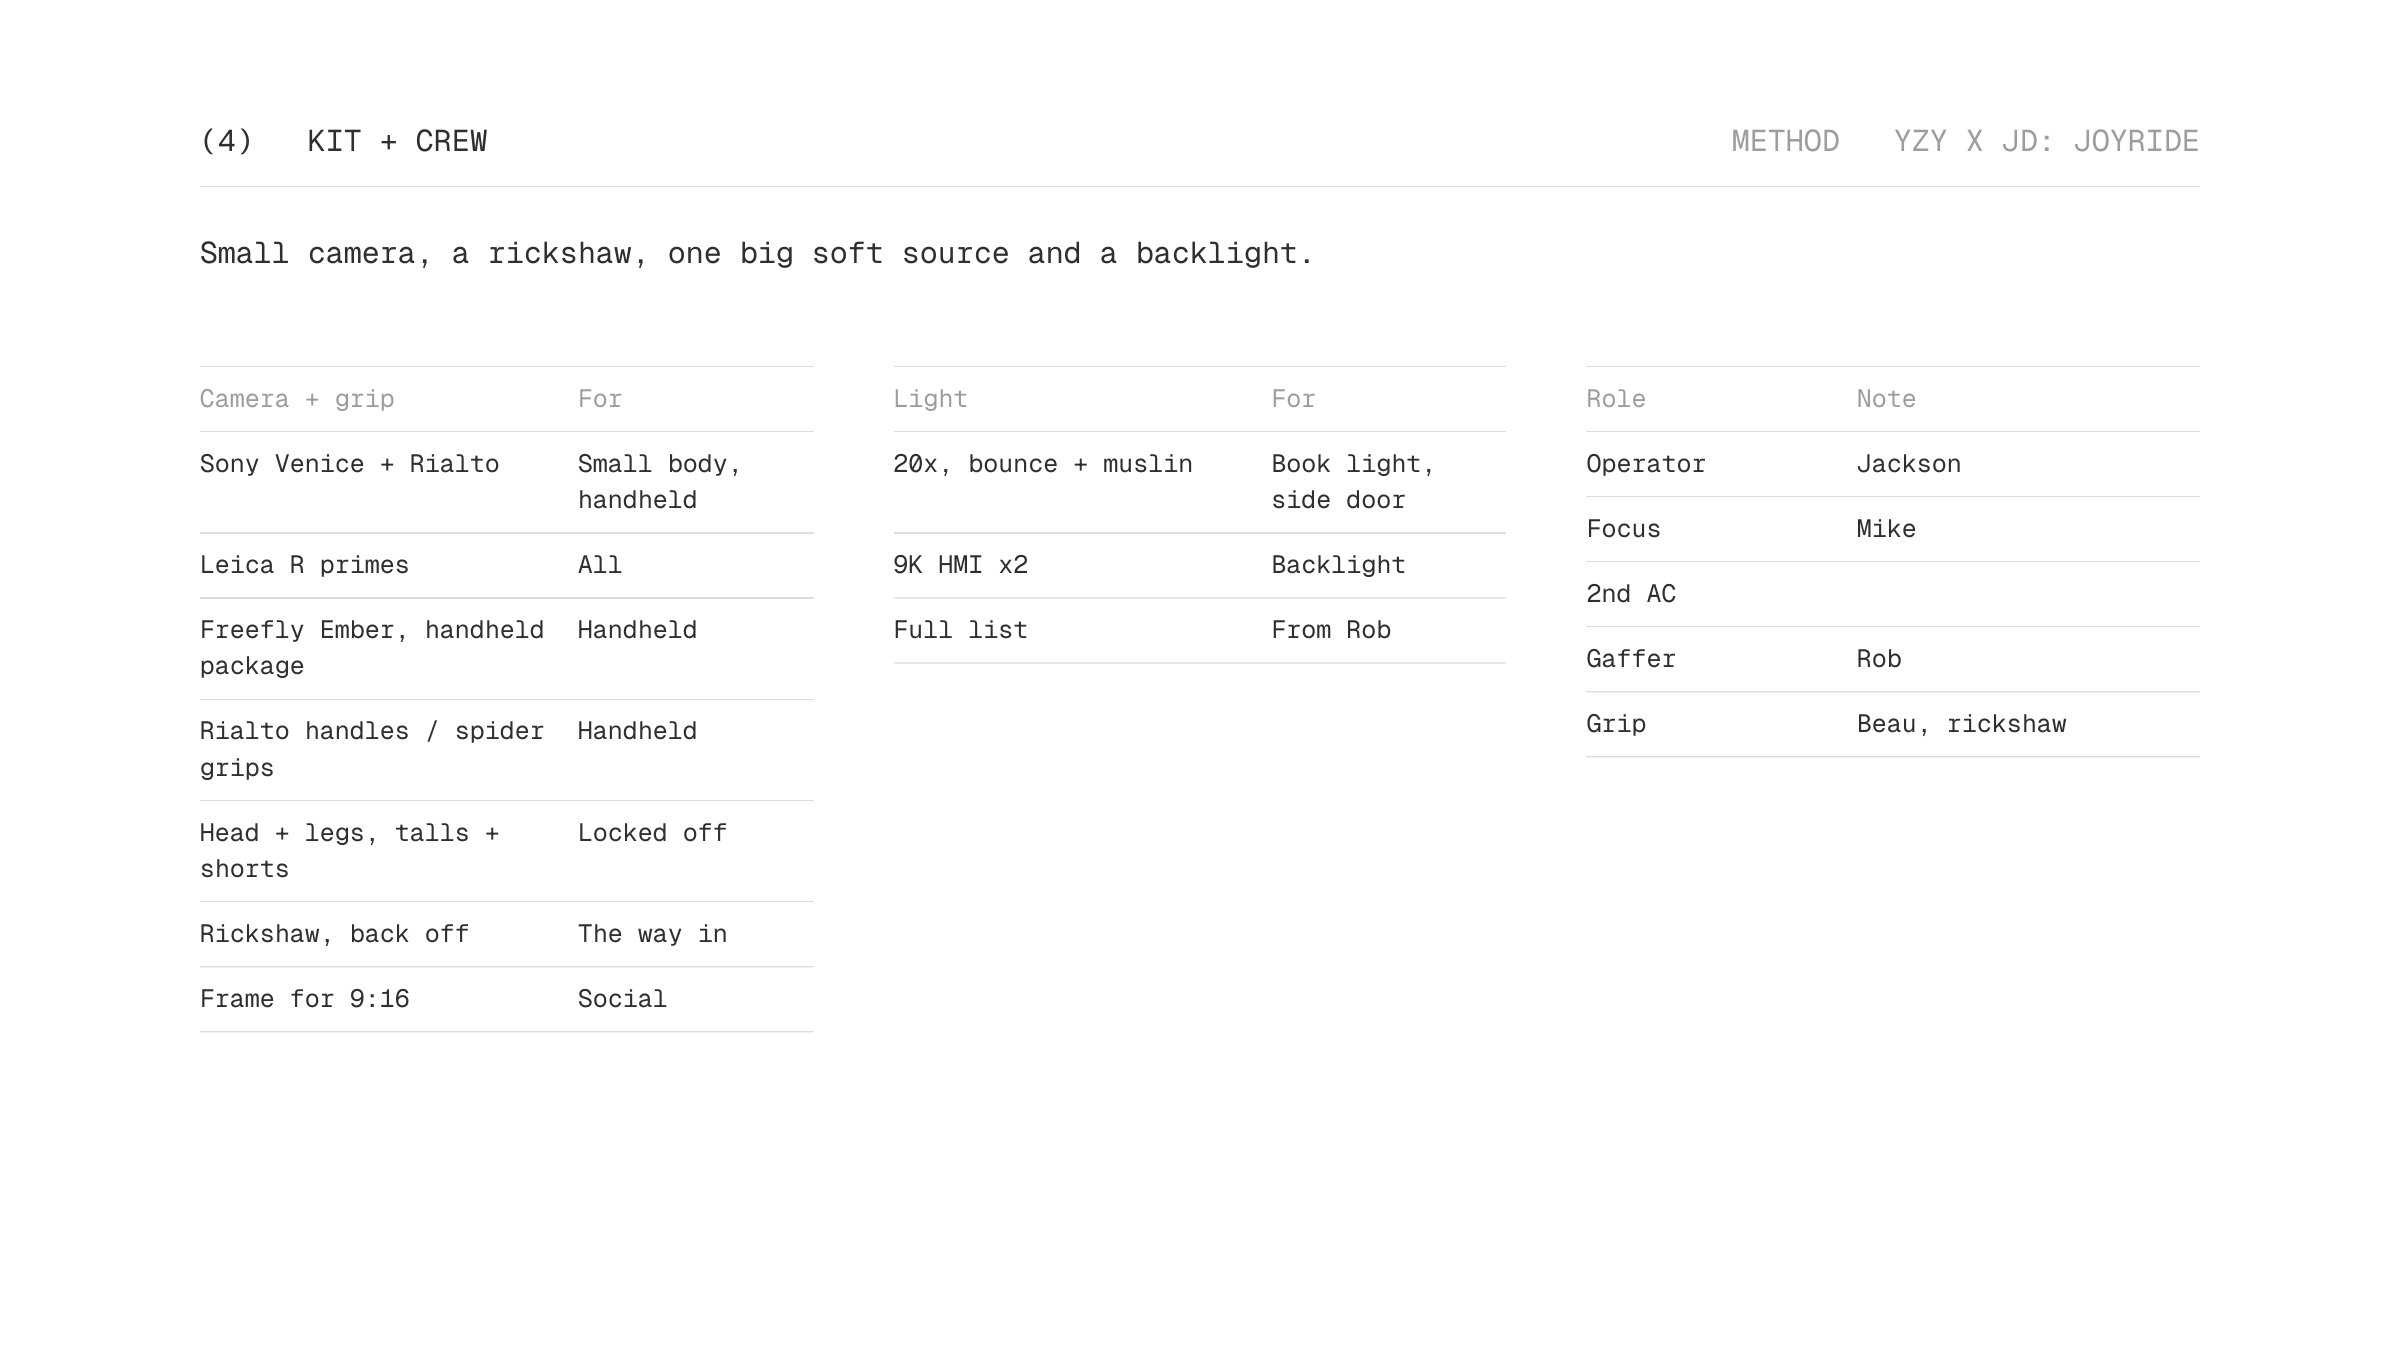 (4) KIT + CREW
METHOD YZY X JD: JOYRIDE
Small camera, a rickshaw, one big soft source and a backlight.
Camera + grip For
Sony Venice + Rialto Small body,
handheld
Leica R primes All
Freefly Ember, handheld Handheld
package
Rialto handles / spider Handheld
grips
Head + legs, talls + Locked off
shorts
Rickshaw, back off The way in
Frame for 9:16 Social
Light For
20x, bounce + muslin Book light,
side door
9K HMI x2 Backlight
Full list From Rob
Role Note
Operator Jackson
Focus Mike
2nd AC
Gaffer Rob
Grip Beau, rickshaw